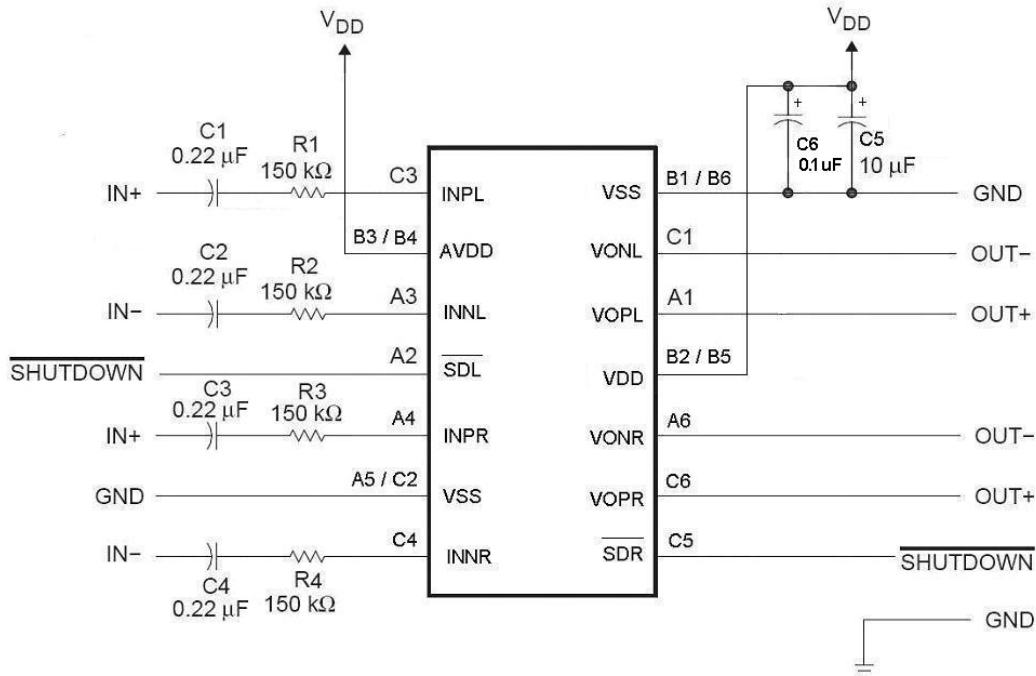 VDD
VDD
C1
0.22 μF
R1
150 kΩ
IN+
C3
INPL
B3 / B4
AVDD
C2
0.22 μF
R2
150 kΩ
IN−
A3
INNL
SHUTDOWN
A2
SDL
C3
0.22 μF
R3
150 kΩ
IN+
A4
INPR
GND
A5 / C2
VSS
IN−
C4
INNR
C4
0.22 μF
R4
150 kΩ
+
C6
0.1 uF
+
C5
10 μF
VSS
B1 / B6
GND
VONL
C1
OUT−
VOPL
A1
OUT+
VDD
B2 / B5
VONR
A6
OUT−
VOPR
C6
OUT+
SDR
C5
SHUTDOWN
GND